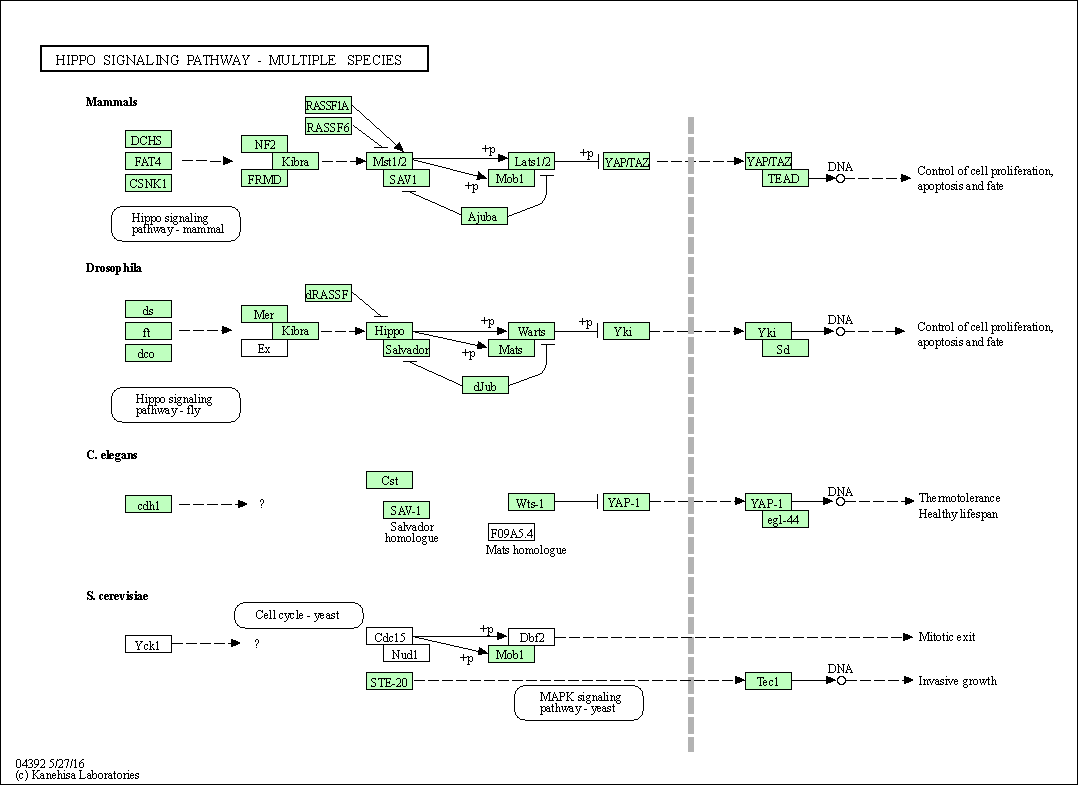 HIPPO SIGNALING PATHWAY - MULTIPLE SPECIES
Mammals
RASSF1A
RASSF6
DCHS
FAT4
CSNK1
NF2
Kibra
FRMD
Mst1/2
SAV1
+p
+p
Lats1/2
Mob1
+p
YAP/TAZ
YAP/TAZ
TEAD
DNA
Control of cell proliferation,
apoptosis and fate
Ajuba
Hippo signaling
pathway - mammal
Drosophila
dRASSF
ds
ft
dco
Mer
Kibra
Ex
Hippo
Salvador
+p
+p
Warts
Mats
+p
Yki
Yki
Sd
DNA
Control of cell proliferation,
apoptosis and fate
dJub
Hippo signaling
pathway - fly
C. elegans
cdh1
?
Cst
SAV-1
Salvador
homologue
Wts-1
F09A5.4
Mats homologue
YAP-1
YAP-1
egl-44
DNA
Thermotolerance
Healthy lifespan
S. cerevisiae
Cell cycle - yeast
Yck1
?
Cdc15
Nud1
+p
+p
Dbf2
Mob1
Mitotic exit
STE-20
MAPK signaling
pathway - yeast
Tec1
DNA
Invasive growth
04392 5/27/16
(c) Kanehisa Laboratories